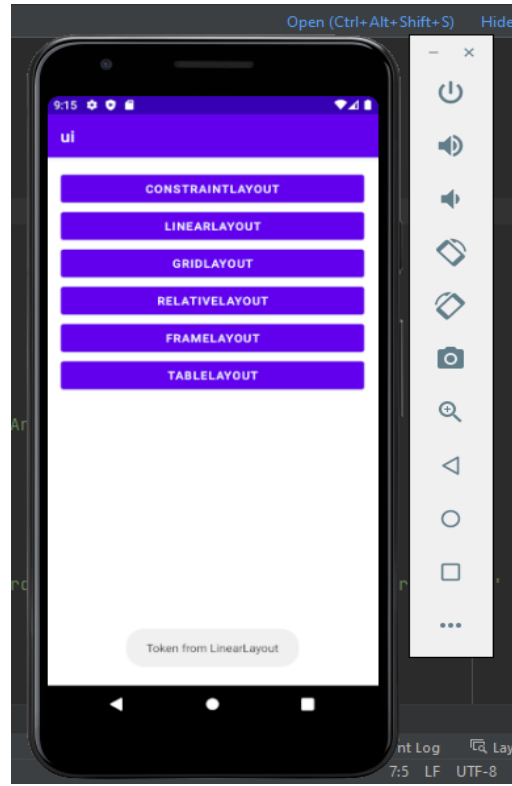 Open (Ctrl+Alt+Shift+S) Hide
9:15
ui
CONSTRAINTLAYOUT
LINEARLAYOUT
GRIDLAYOUT
RELATIVELAYOUT
FRAMELAYOUT
TABLELAYOUT
Ar
Token from LinearLayout
nt Log Lay
7:5 LF UTF-8